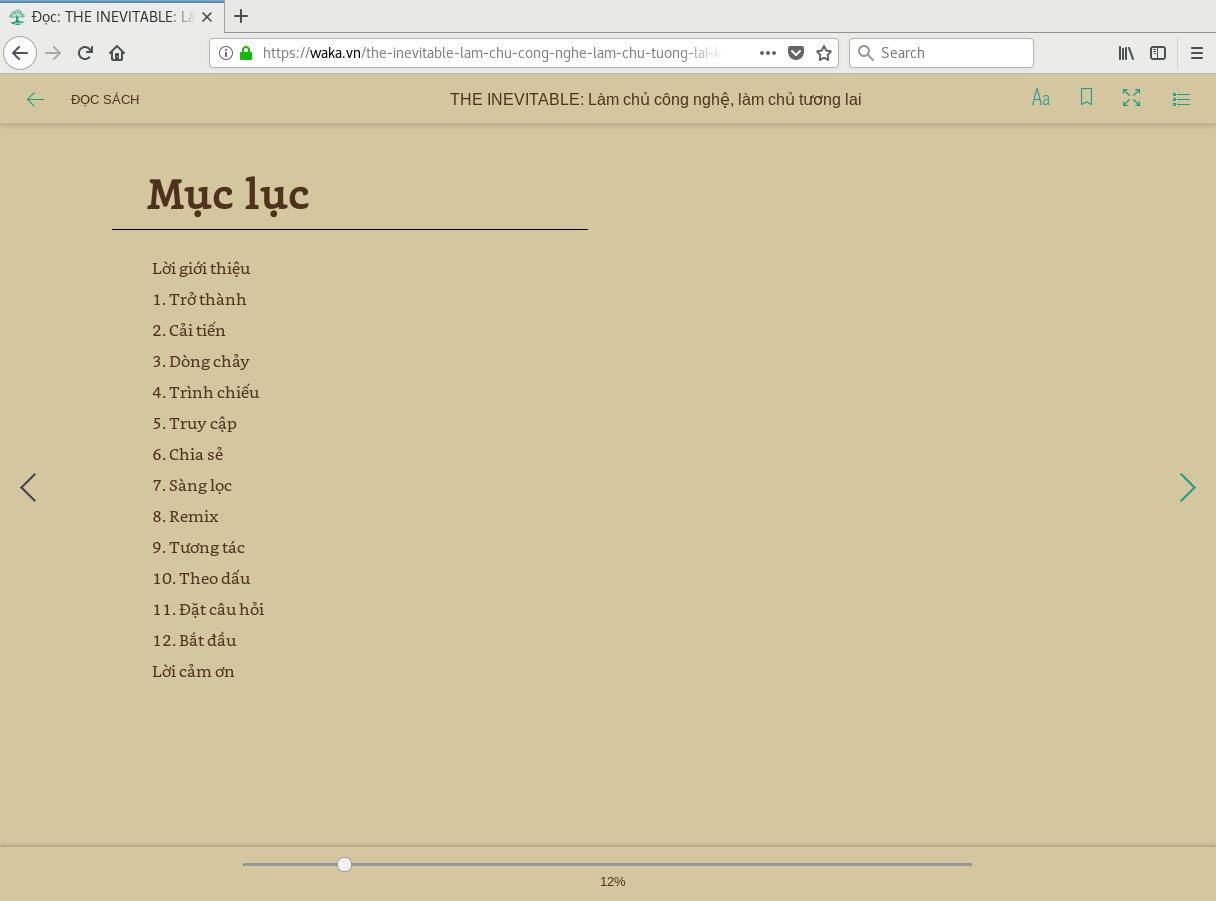 Đọc: THE INEVITABLE: Là
https://waka.vn/the-inevitable-lam-chu-cong-nghe-lam-chu-tuong-lai-k
Search
ĐỌC SÁCH
THE INEVITABLE: Làm chủ công nghệ, làm chủ tương lai
Aa
Mục lục
Lời giới thiệu
1. Trở thành
2. Cải tiến
3. Dòng chảy
4. Trình chiếu
5. Truy cập
6. Chia sẻ
7. Sàng lọc
8. Remix
9. Tương tác
10. Theo dấu
11. Đặt câu hỏi
12. Bắt đầu
Lời cảm ơn
12%